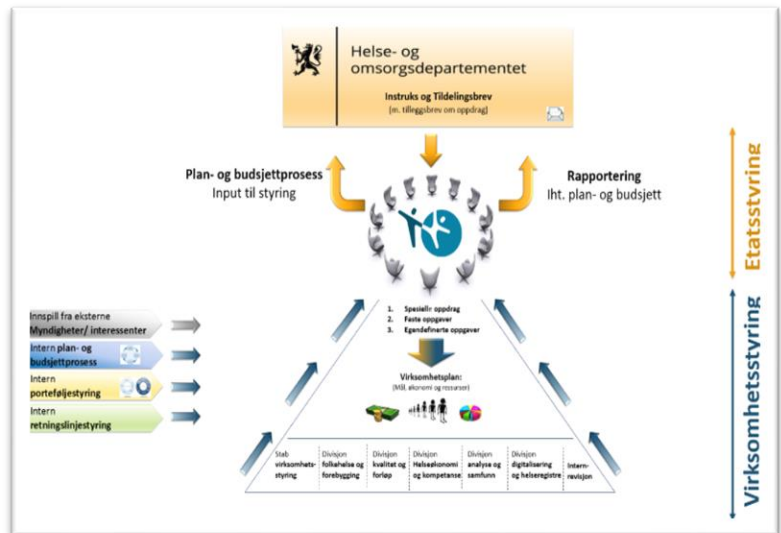 Helse- og
omsorgsdepartementet
Instruks og Tildelingsbrev
(m. tilleggsbrev om oppdrag)
Plan- og budsjettprosess
Input til styring
Rapportering
Iht. plan- og budsjett
Etatsstyring
Innspill fra eksterne
Myndigheter/ interessenter
Intern plan- og
budsjettprosess
Intern
porteføljestyring
Intern
retningslinjestyring
1. Spesielle oppdrag
2. Faste oppgaver
3. Egendefinerte oppgaver
Virksomhetsplan:
(Mål, økonomi og ressurser)
Stab
virksomhets-
styring
Divisjon
folkehelse og
forebygging
Divisjon
kvalitet og
forløp
Divisjon
Helseøkonomi
og kompetanse
Divisjon
analyse og
samfunn
Divisjon
digitalisering
og helseregistre
Intern-
revisjon
Virksomhetsstyring